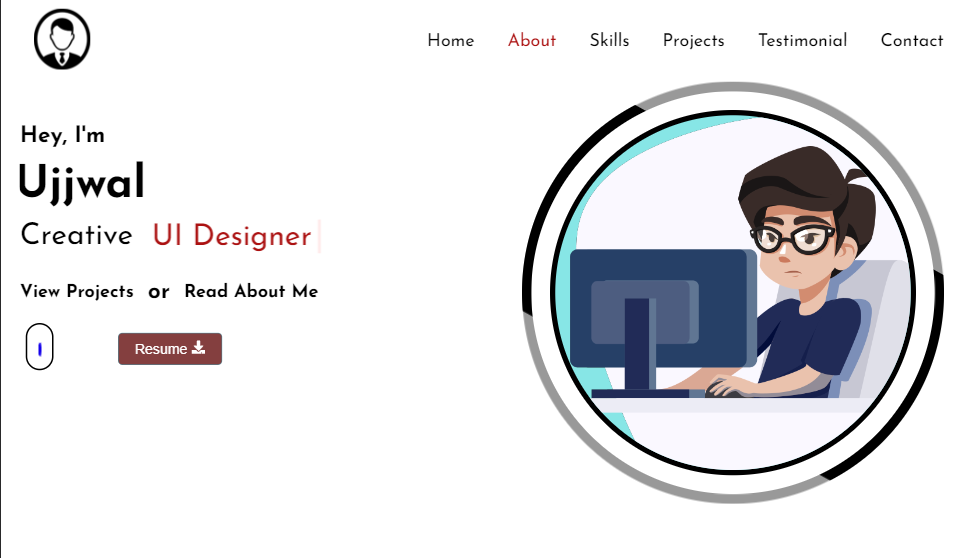 Home About Skills Projects Testimonial Contact
Hey, I'm
Ujjwal
Creative UI Designer
View Projects or Read About Me
Resume